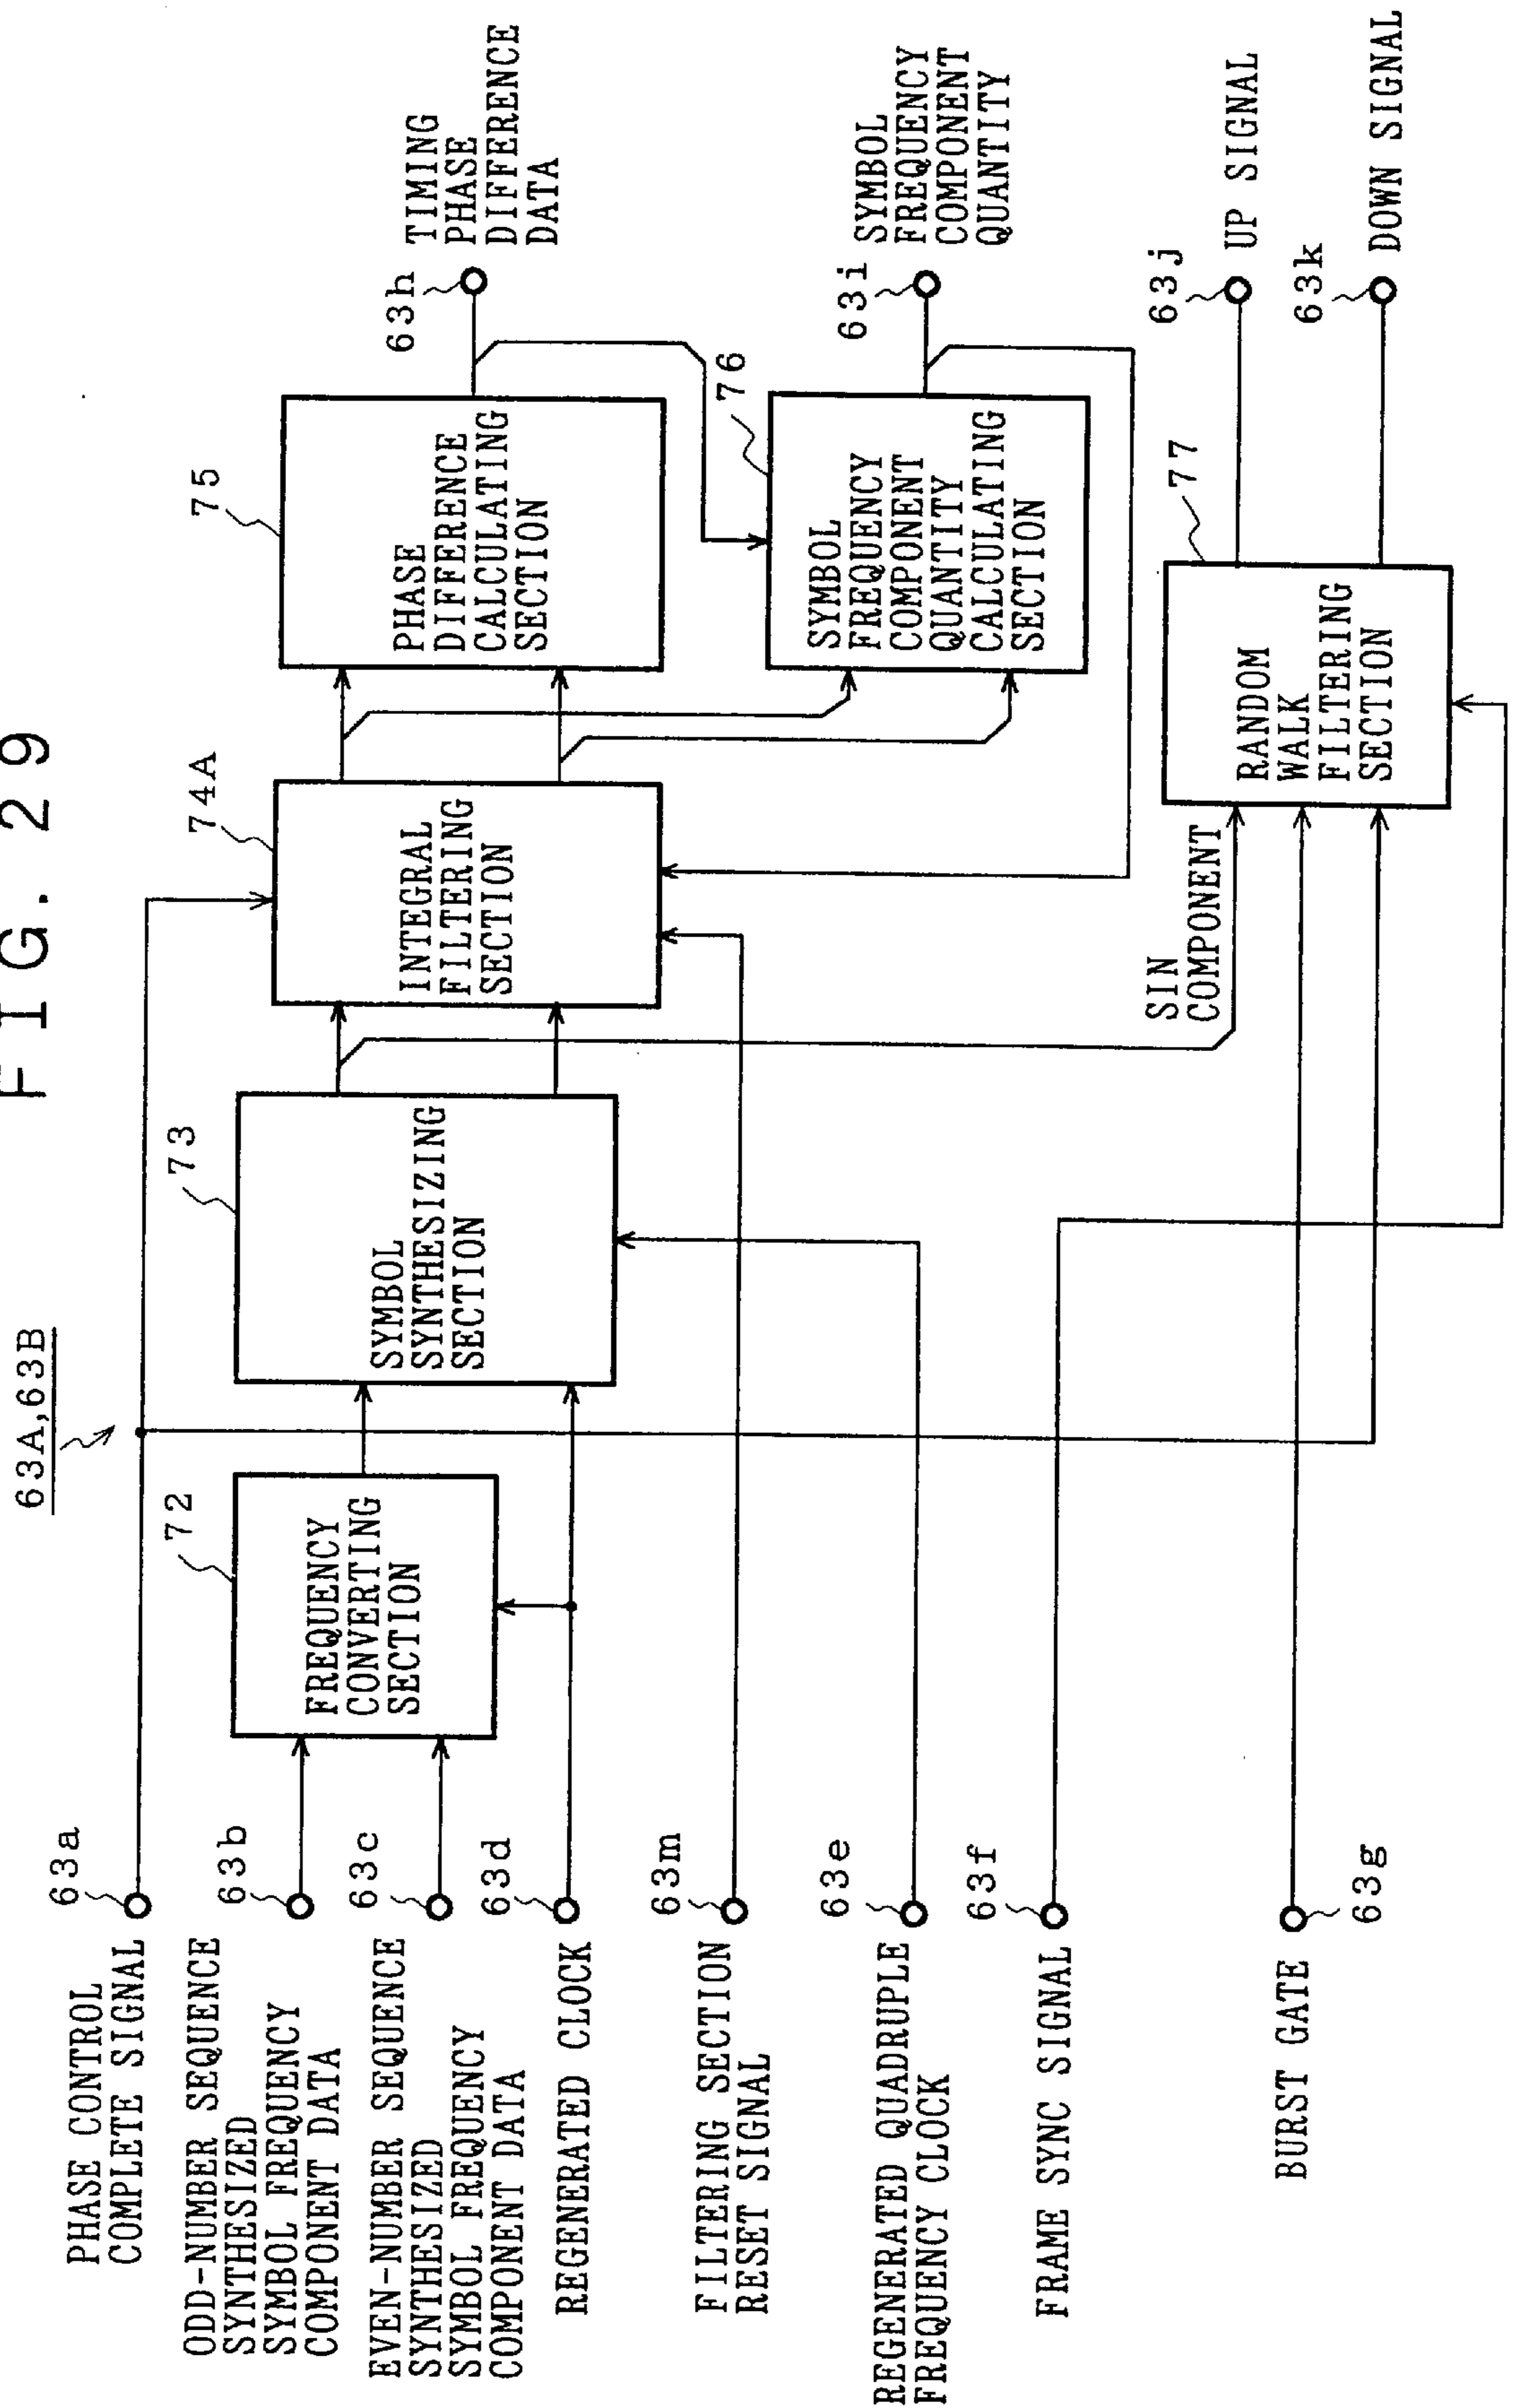 FIG. 29
63A,63B
63a
PHASE CONTROL
COMPLETE SIGNAL
63b
ODD-NUMBER SEQUENCE
SYNTHESIZED
SYMBOL FREQUENCY
COMPONENT DATA
63c
EVEN-NUMBER SEQUENCE
SYNTHESIZED
SYMBOL FREQUENCY
COMPONENT DATA
63d
REGENERATED CLOCK
63m
FILTERING SECTION
RESET SIGNAL
63e
REGENERATED QUADRUPLE
FREQUENCY CLOCK
63f
FRAME SYNC SIGNAL
63g
BURST GATE
72
FREQUENCY
CONVERTING
SECTION
73
SYMBOL
SYNTHESIZING
SECTION
74A
INTEGRAL
FILTERING
SECTION
SIN
COMPONENT
75
PHASE
DIFFERENCE
CALCULATING
SECTION
76
SYMBOL
FREQUENCY
COMPONENT
QUANTITY
CALCULATING
SECTION
77
RANDOM
WALK
FILTERING
SECTION
63h
TIMING
PHASE
DIFFERENCE
DATA
63i
SYMBOL
FREQUENCY
COMPONENT
QUANTITY
63j
UP SIGNAL
63k
DOWN SIGNAL